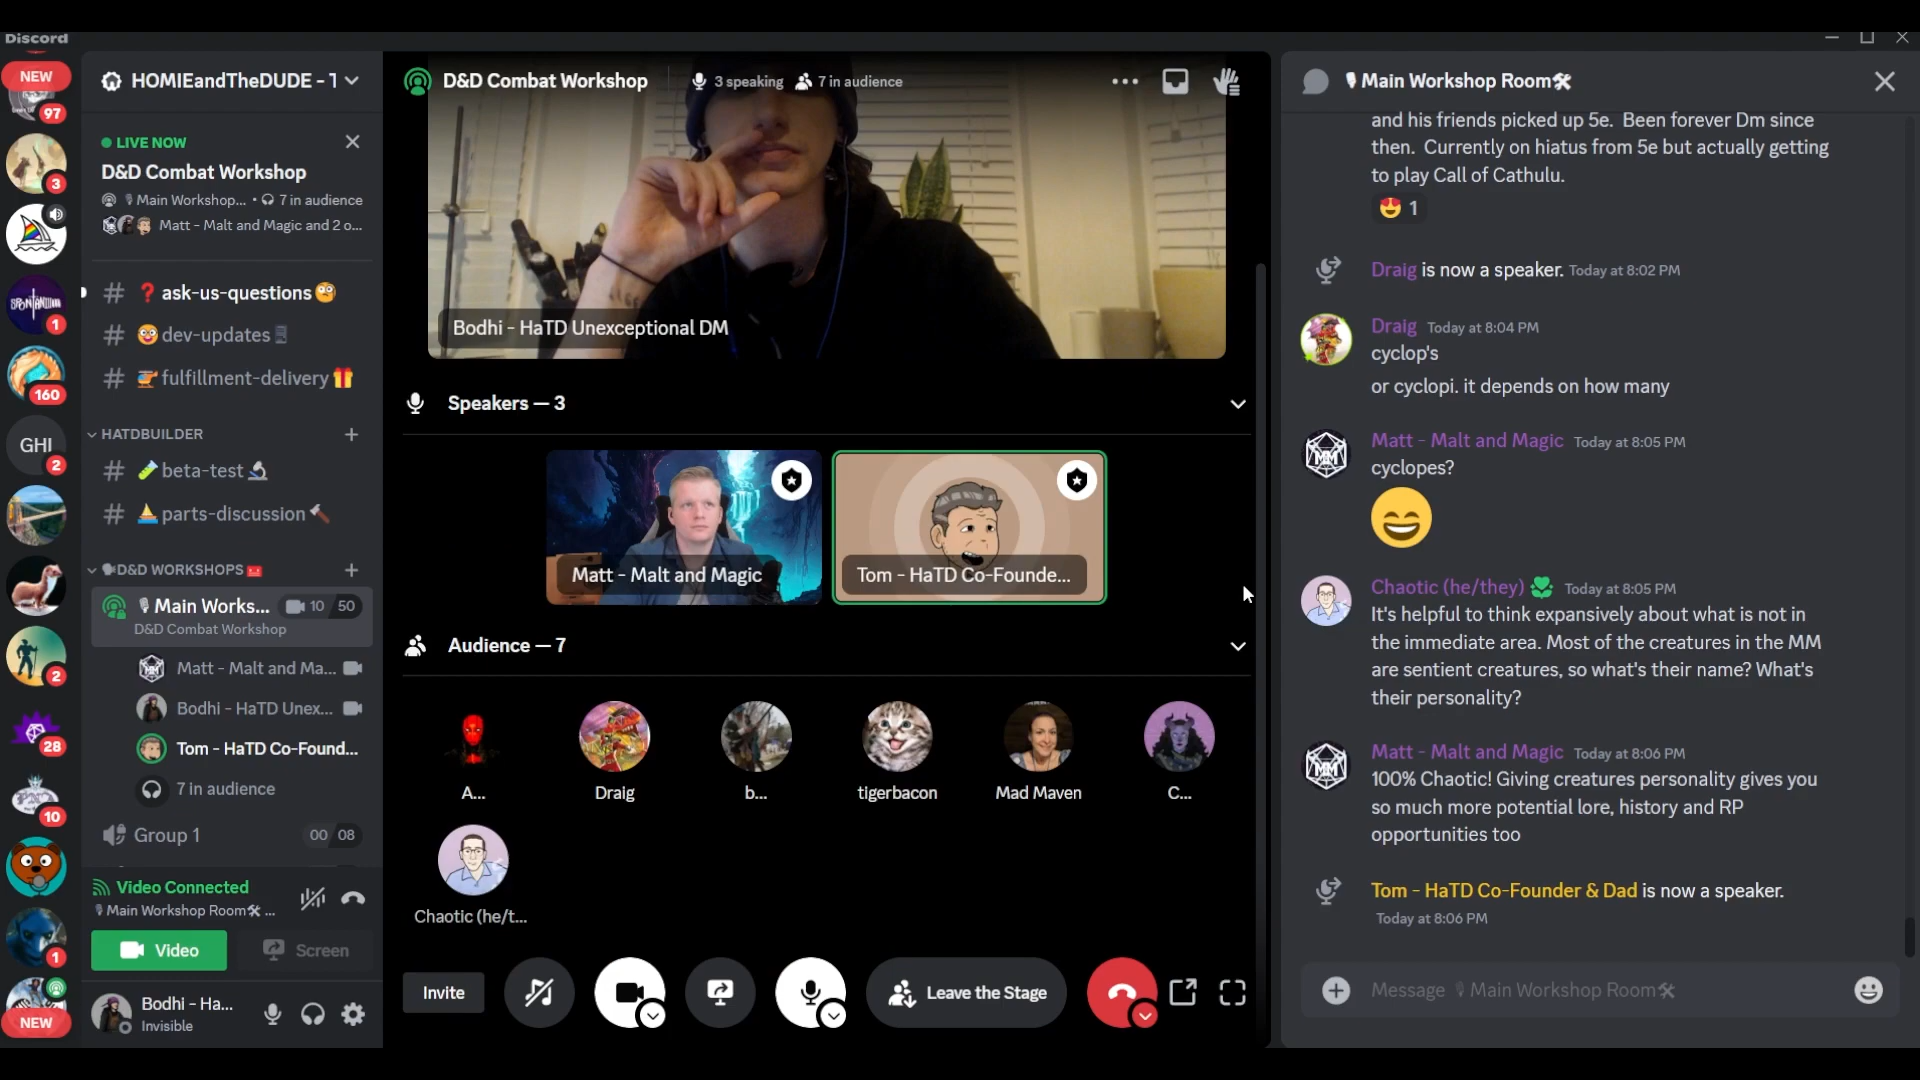 Discord
NEW
97
3
1
160
GHI
2
2
28
10
1
NEW
HOMIEandTheDUDE - T
LIVE NOW
D&D Combat Workshop
Main Workshop... • 7 in audience
Matt - Malt and Magic and 2 o...
# ❓ask-us-questions🧐
# dev-updates
# fulfillment-delivery🎁
HATDBUILDER
# beta-test🔬
# parts-discussion🔨
D&D WORKSHOPS
🎙Main Works... 10 50
D&D Combat Workshop
Matt - Malt and Ma...
Bodhi - HaTD Unex...
Tom - HaTD Co-Found...
7 in audience
Group 1 00 08
Video Connected
🎙Main Workshop Room🛠 ...
Video
Screen
Bodhi - Ha...
Invisible
D&D Combat Workshop 3 speaking 7 in audience
Bodhi - HaTD Unexceptional DM
Speakers — 3
Matt - Malt and Magic
Tom - HaTD Co-Founde...
Audience — 7
A...
Draig
b...
tigerbacon
Mad Maven
C...
Chaotic (he/t...
Invite
Leave the Stage
🎙Main Workshop Room🛠
and his friends picked up 5e. Been forever Dm since
then. Currently on hiatus from 5e but actually getting
to play Call of Cathulu.
😍 1
Draig is now a speaker. Today at 8:02 PM
Draig Today at 8:04 PM
cyclop's
or cyclopi. it depends on how many
Matt - Malt and Magic Today at 8:05 PM
cyclopes?
😄
Chaotic (he/they) Today at 8:05 PM
It's helpful to think expansively about what is not in
the immediate area. Most of the creatures in the MM
are sentient creatures, so what's their name? What's
their personality?
Matt - Malt and Magic Today at 8:06 PM
100% Chaotic! Giving creatures personality gives you
so much more potential lore, history and RP
opportunities too
Tom - HaTD Co-Founder & Dad is now a speaker.
Today at 8:06 PM
Message 🎙Main Workshop Room🛠